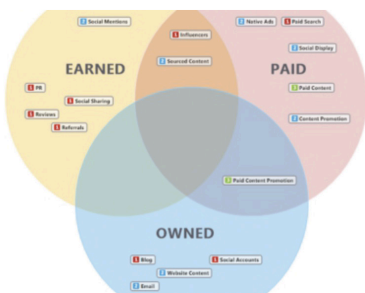 Social Mentions
Native Ads
Paid Search
Influencers
Social Display
Sourced Content
EARNED
PAID
PR
Paid Content
Social Sharing
Reviews
Content Promotion
Referrals
Paid Content Promotion
OWNED
Blog
Social Accounts
Website Content
Email